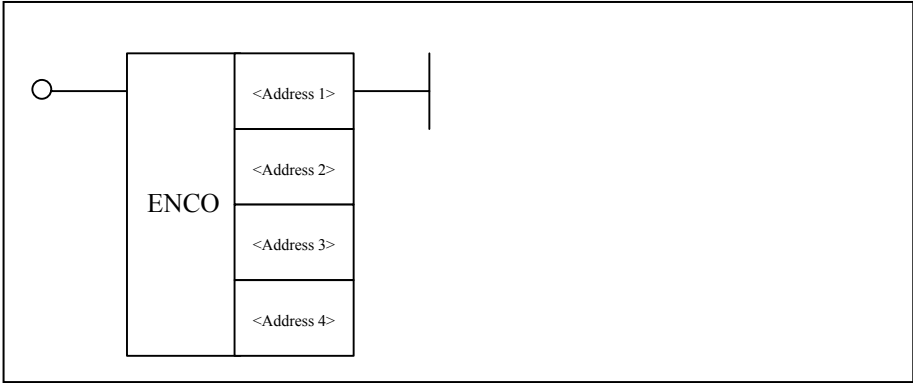 <Address 1>
<Address 2>
ENCO
<Address 3>
<Address 4>